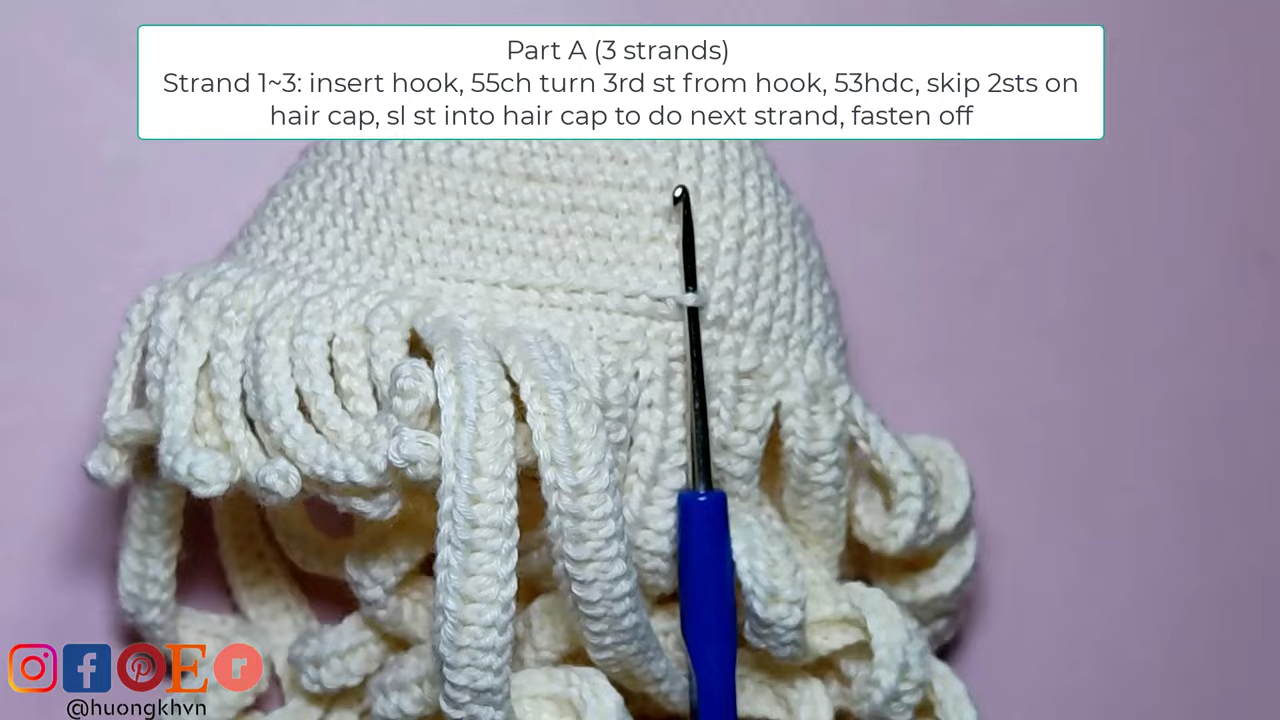 Part A (3 strands)
Strand 1~3: insert hook, 55ch turn 3rd st from hook, 53hdc, skip 2sts on
hair cap, sl st into hair cap to do next strand, fasten off
E r
@huongkhvn